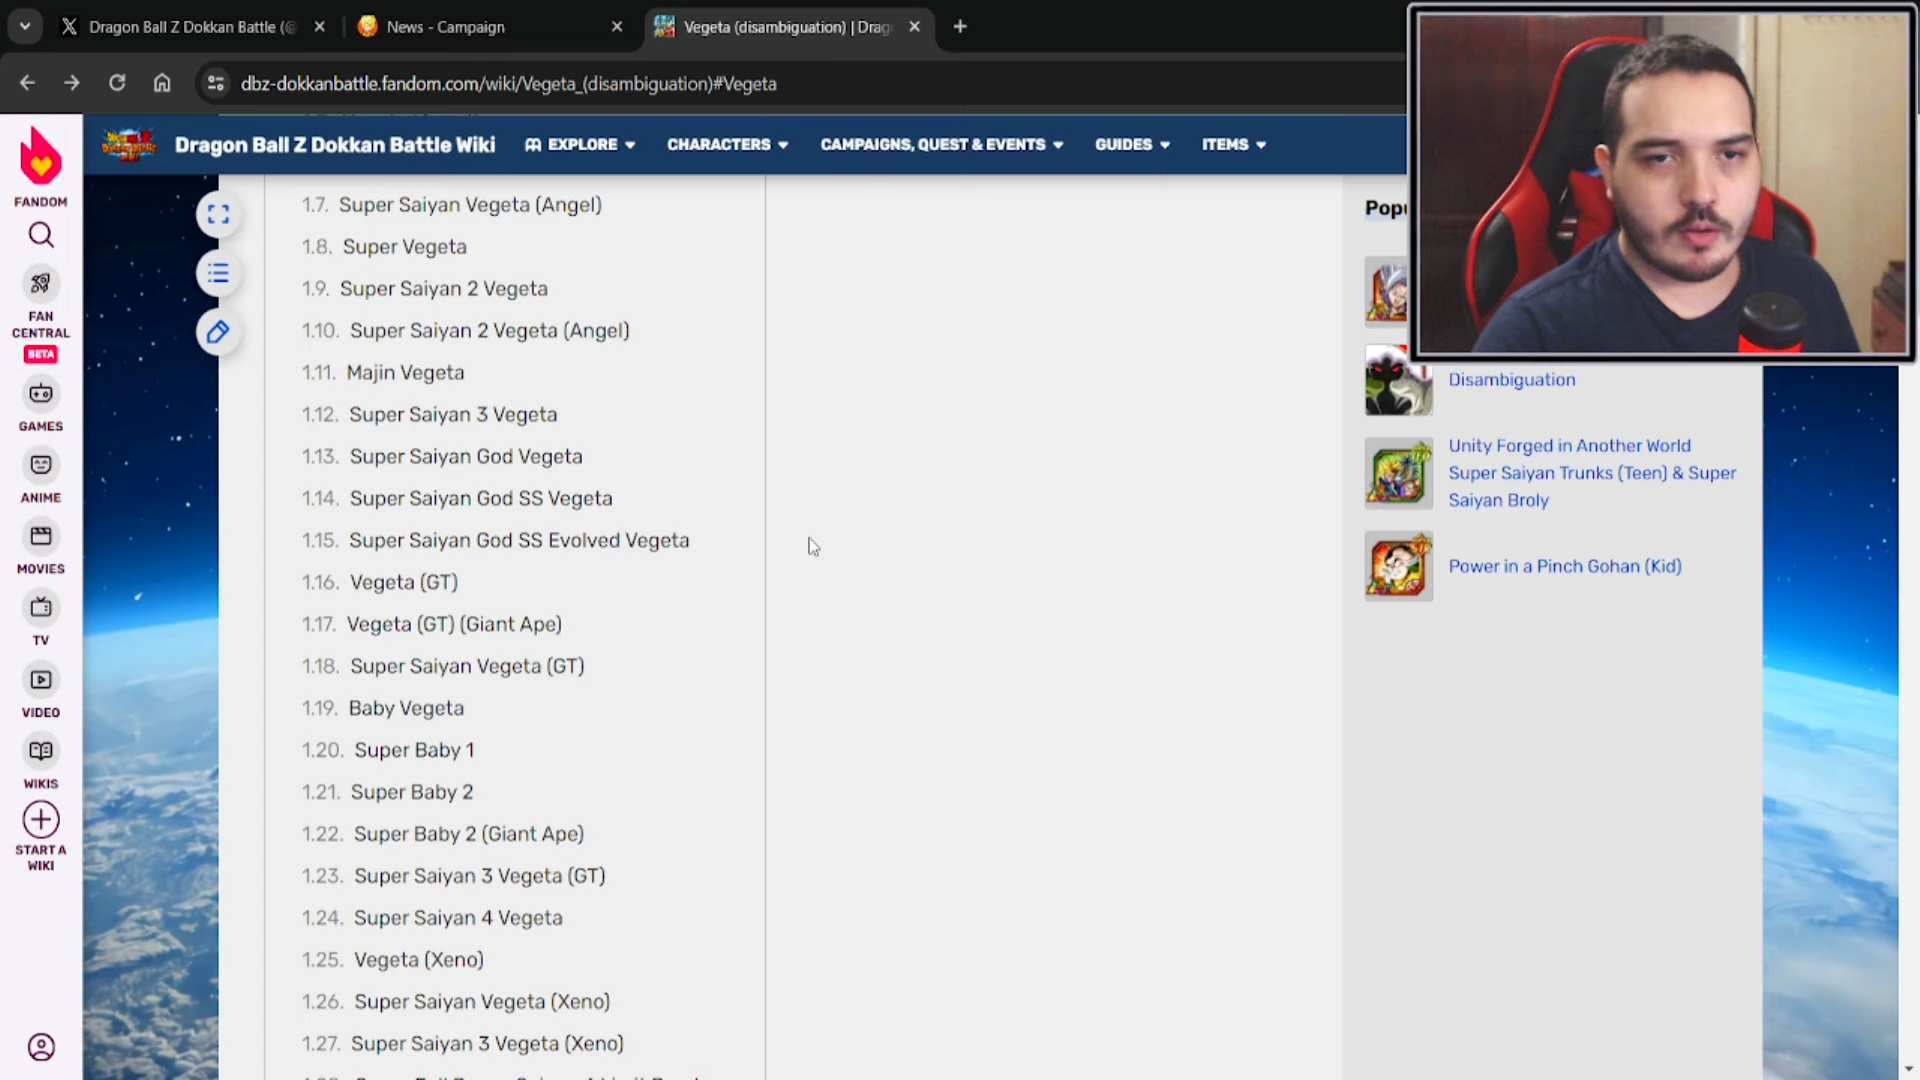 Dragon Ball Z Dokkan Battle (@
News - Campaign
Vegeta (disambiguation) | Drag
dbz-dokkanbattle.fandom.com/wiki/Vegeta_(disambiguation)#Vegeta
Dragon Ball Z Dokkan Battle Wiki
EXPLORE
CHARACTERS
CAMPAIGNS, QUEST & EVENTS
GUIDES
ITEMS
FANDOM
FAN
CENTRAL
BETA
GAMES
ANIME
MOVIES
TV
VIDEO
WIKIS
START A
WIKI
1.7. Super Saiyan Vegeta (Angel)
1.8. Super Vegeta
1.9. Super Saiyan 2 Vegeta
1.10. Super Saiyan 2 Vegeta (Angel)
1.11. Majin Vegeta
1.12. Super Saiyan 3 Vegeta
1.13. Super Saiyan God Vegeta
1.14. Super Saiyan God SS Vegeta
1.15. Super Saiyan God SS Evolved Vegeta
1.16. Vegeta (GT)
1.17. Vegeta (GT) (Giant Ape)
1.18. Super Saiyan Vegeta (GT)
1.19. Baby Vegeta
1.20. Super Baby 1
1.21. Super Baby 2
1.22. Super Baby 2 (Giant Ape)
1.23. Super Saiyan 3 Vegeta (GT)
1.24. Super Saiyan 4 Vegeta
1.25. Vegeta (Xeno)
1.26. Super Saiyan Vegeta (Xeno)
1.27. Super Saiyan 3 Vegeta (Xeno)
Popu
Disambiguation
Unity Forged in Another World
Super Saiyan Trunks (Teen) & Super
Saiyan Broly
Power in a Pinch Gohan (Kid)